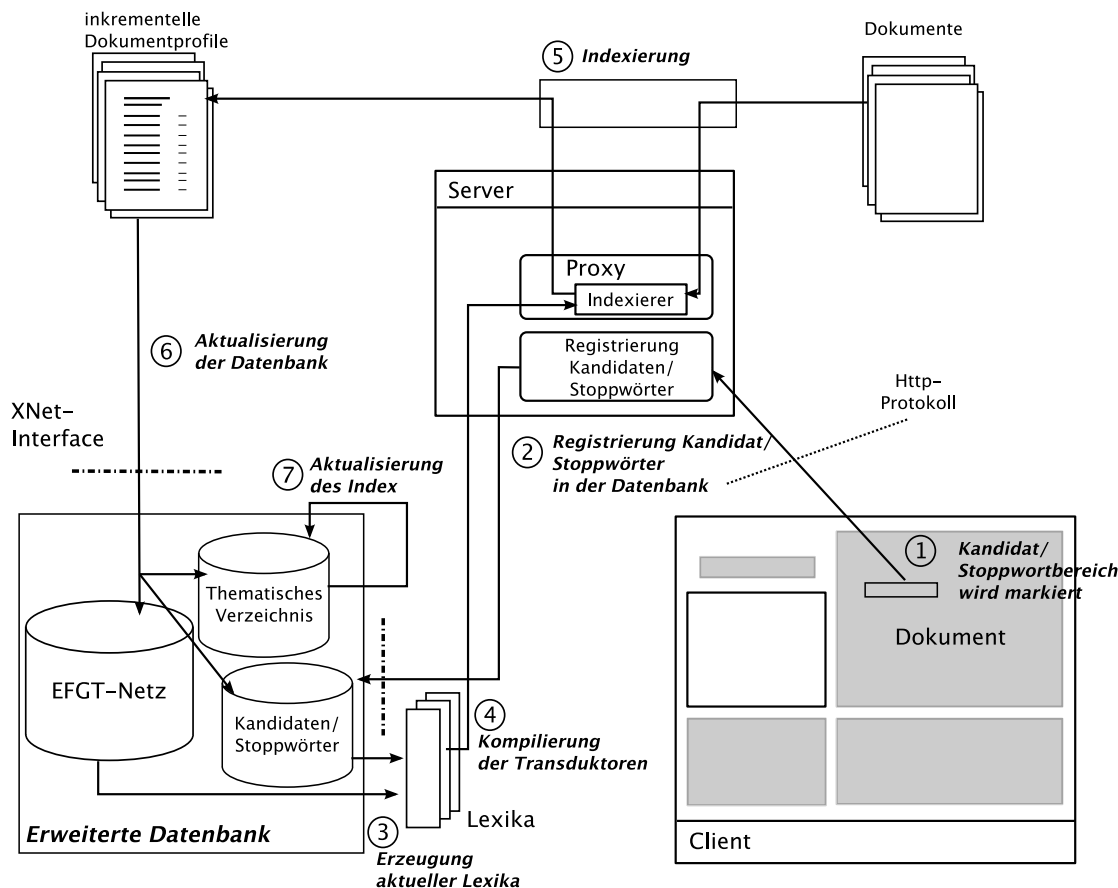 inkrementelle
Dokumentprofile
5 Indexierung
Dokumente
Server
Proxy
Indexierer
Registrierung
Kandidaten/
Stoppwörter
6 Aktualisierung
der Datenbank
Http-
Protokoll
XNet-
Interface
2 Registrierung Kandidat/
Stoppwörter
in der Datenbank
7 Aktualisierung
des Index
1 Kandidat/
Stoppwortbereich
wird markiert
Dokument
Thematisches
Verzeichnis
EFGT-Netz
Kandidaten/
Stoppwörter
4 Kompilierung
der Transduktoren
Lexika
Erweiterte Datenbank
3 Erzeugung
aktueller Lexika
Client